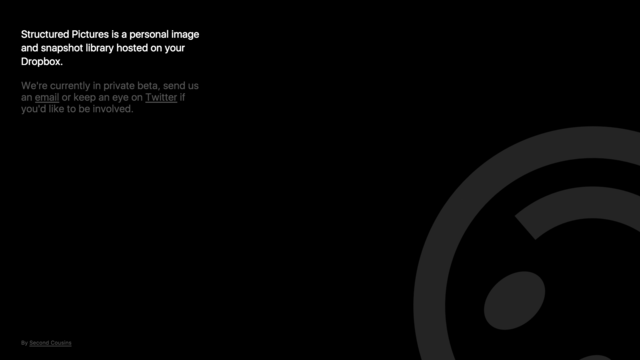 Structured Pictures is a personal image
and snapshot library hosted on your
Dropbox.
We're currently in private beta, send us
an email or keep an eye on Twitter if
you'd like to be involved.
By Second Cousins